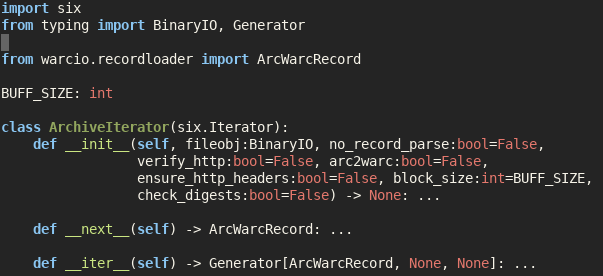 import six
from typing import BinaryIO, Generator

from warcio.recordloader import ArcWarcRecord

BUFF_SIZE: int

class ArchiveIterator(six.Iterator):
    def __init__(self, fileobj:BinaryIO, no_record_parse:bool=False,
                 verify_http:bool=False, arc2warc:bool=False,
                 ensure_http_headers:bool=False, block_size:int=BUFF_SIZE,
                 check_digests:bool=False) -> None: ...

    def __next__(self) -> ArcWarcRecord: ...

    def __iter__(self) -> Generator[ArcWarcRecord, None, None]: ...